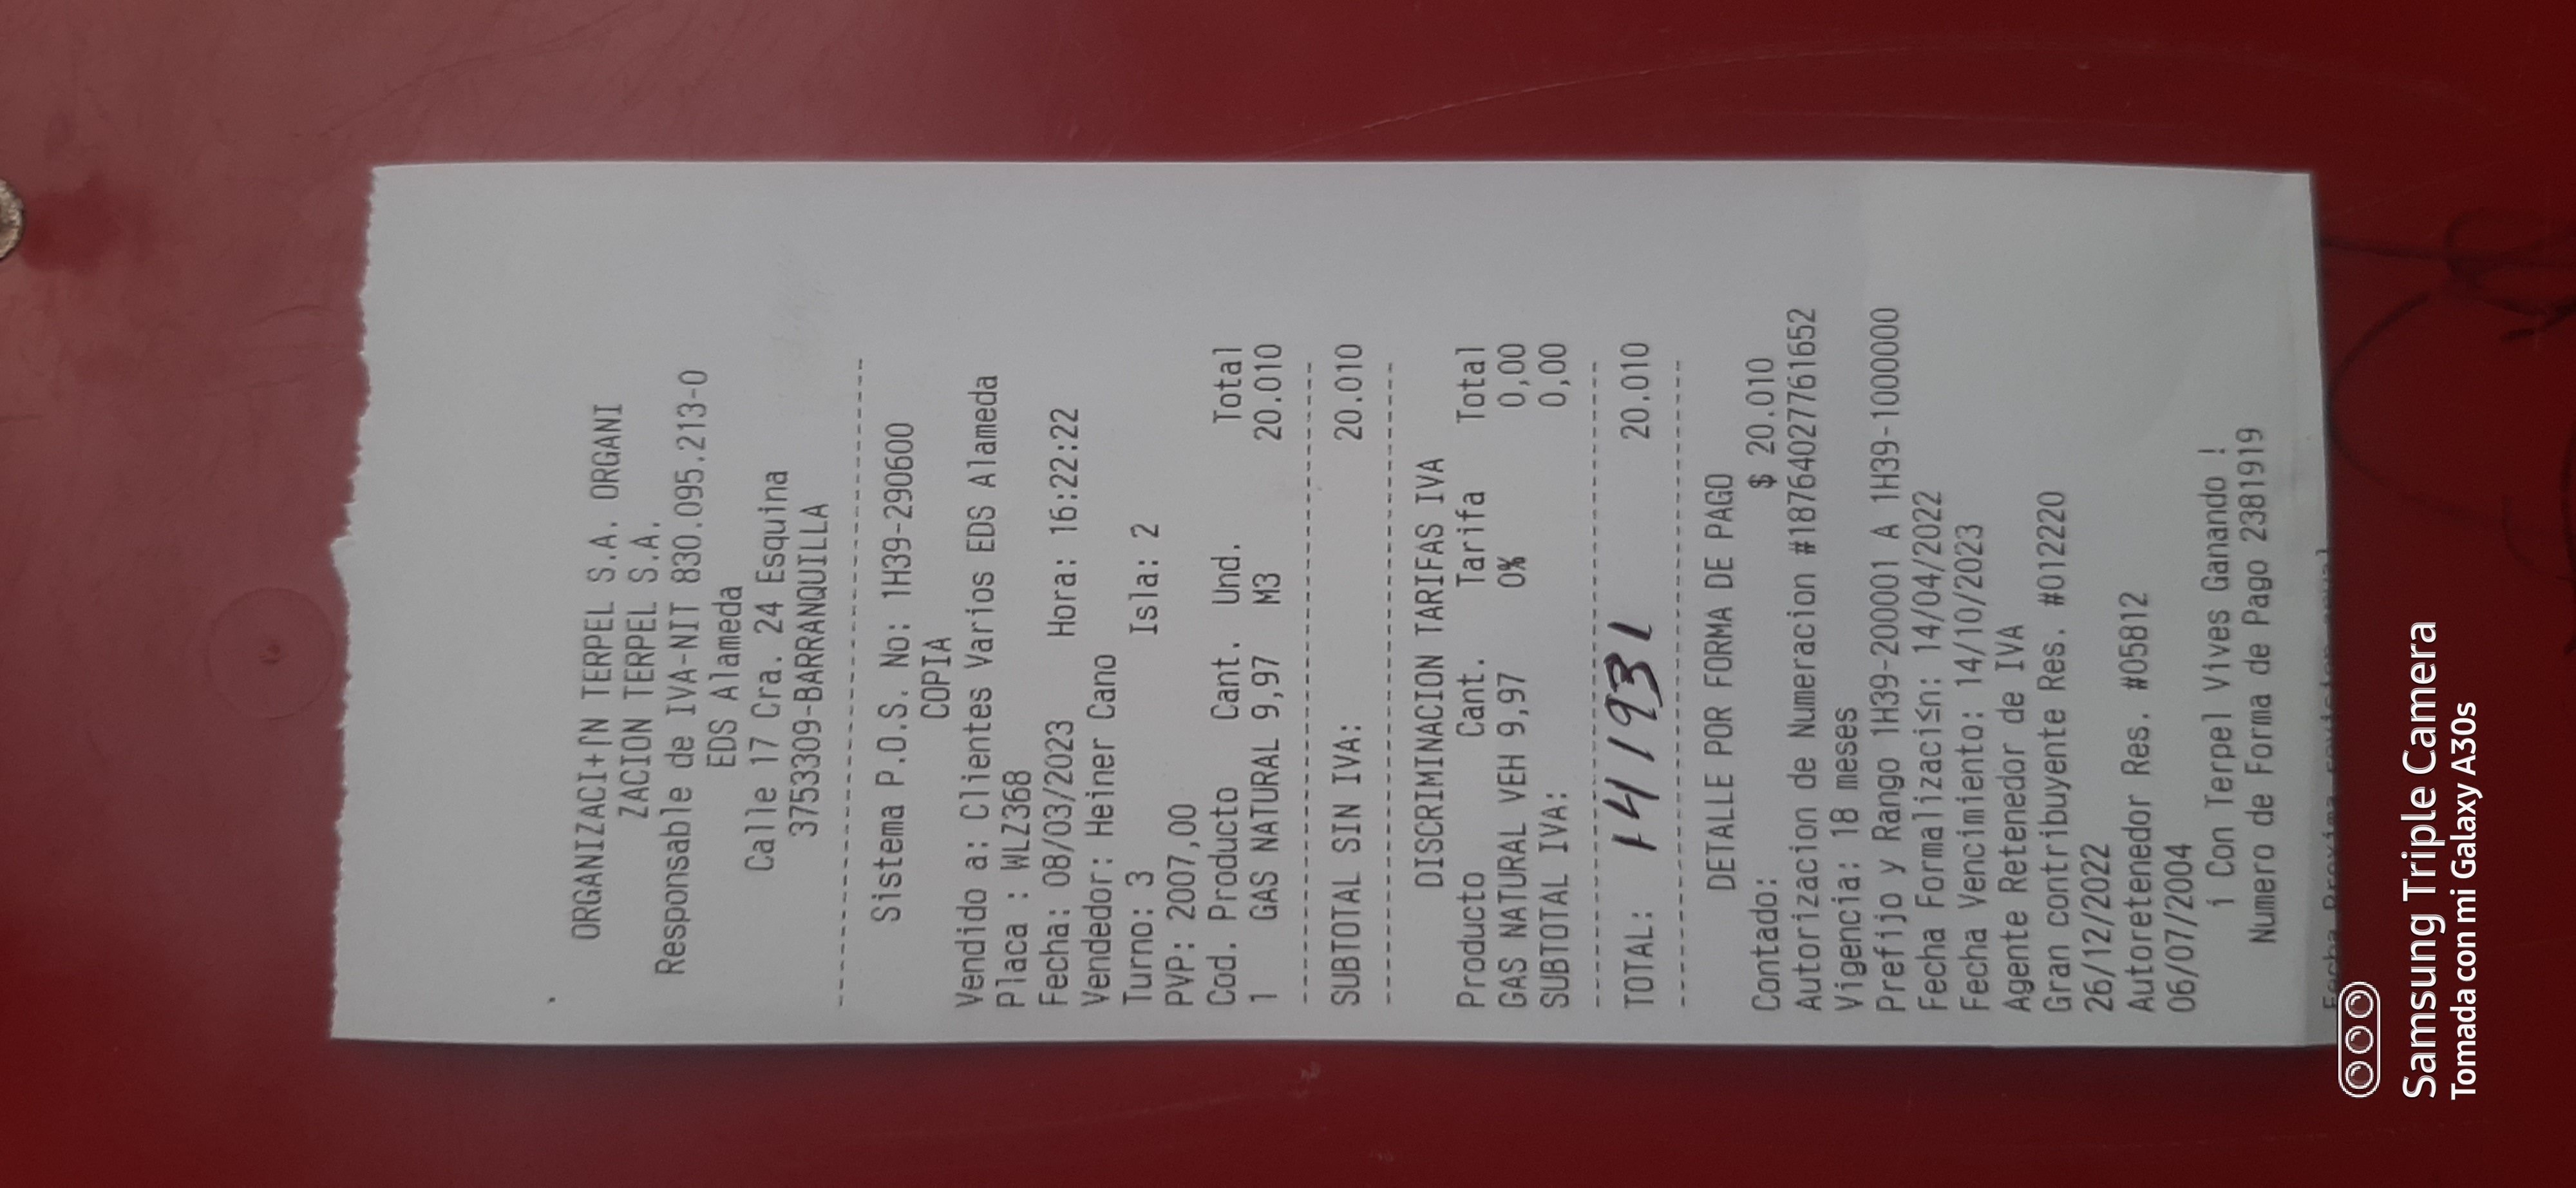 ORGANIZACI+ΓN TERPEL S.A. ORGANI
ZACION TERPEL S.A.
Responsable de IVA-NIT 830.095.213-0
EDS Alameda
Calle 17 Cra. 24 Esquina
3753309-BARRANQUILLA
Sistema P.O.S. No: 1H39-290600
COPIA
Vendido a: Clientes Varios EDS Alameda
Placa : WLZ368
Fecha: 08/03/2023 Hora: 16:22:22
Vendedor: Heiner Cano
Turno: 3 Isla: 2
PVP: 2007,00
Cod. Producto Cant. Und. Total
1 GAS NATURAL 9,97 M3 20.010
SUBTOTAL SIN IVA: 20.010
DISCRIMINACION TARIFAS IVA
Producto Cant. Tarifa Total
GAS NATURAL VEH 9,97 0% 0,00
SUBTOTAL IVA: 0,00
TOTAL: 141931 20.010
DETALLE POR FORMA DE PAGO
Contado: $ 20.010
Autorizacion de Numeracion #18764027761652
Vigencia: 18 meses
Prefijo y Rango 1H39-200001 A 1H39-1000000
Fecha Formalizaci≤n: 14/04/2022
Fecha Vencimiento: 14/10/2023
Agente Retenedor de IVA
Gran contribuyente Res. #012220
26/12/2022
Autoretenedor Res. #05812
06/07/2004
¡ Con Terpel Vives Ganando !
Numero de Forma de Pago 23819​19
Fecha Proxima
Samsung Triple Camera
Tomada con mi Galaxy A30s